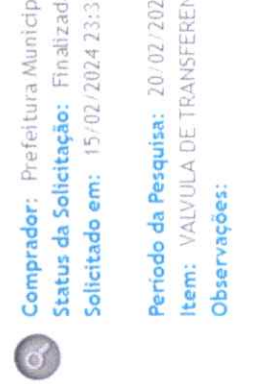 Comprador: Prefeitura Municip
Status da Solicitação: Finalizad
Solicitado em: 15/02/2024 23:3
Período da Pesquisa: 20/02/202
Item: VALVULA DE TRANSFEREN
Observações: